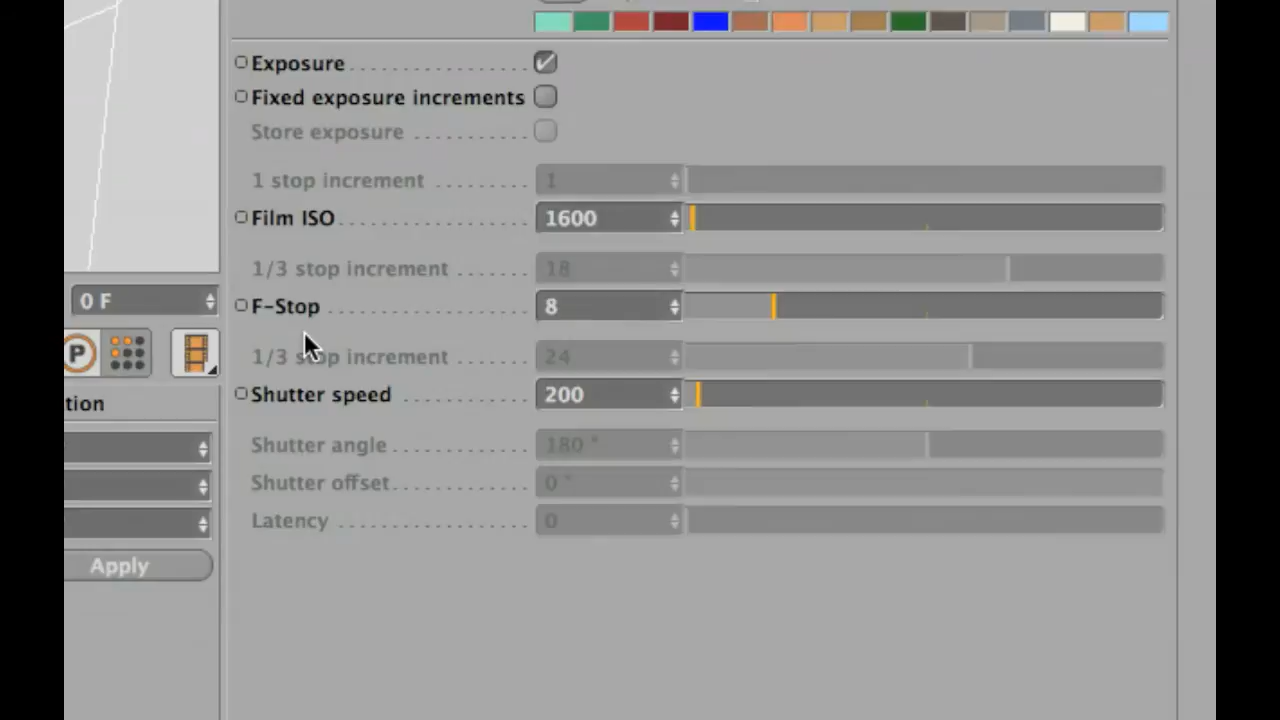 Exposure
Fixed exposure increments
Store exposure
1 stop increment 1
Film ISO 1600
1/3 stop increment 18
0 F
F-Stop 8
P
1/3 stop increment 24
Shutter speed 200
tion
Shutter angle 180 °
Shutter offset 0 °
Latency 0
Apply